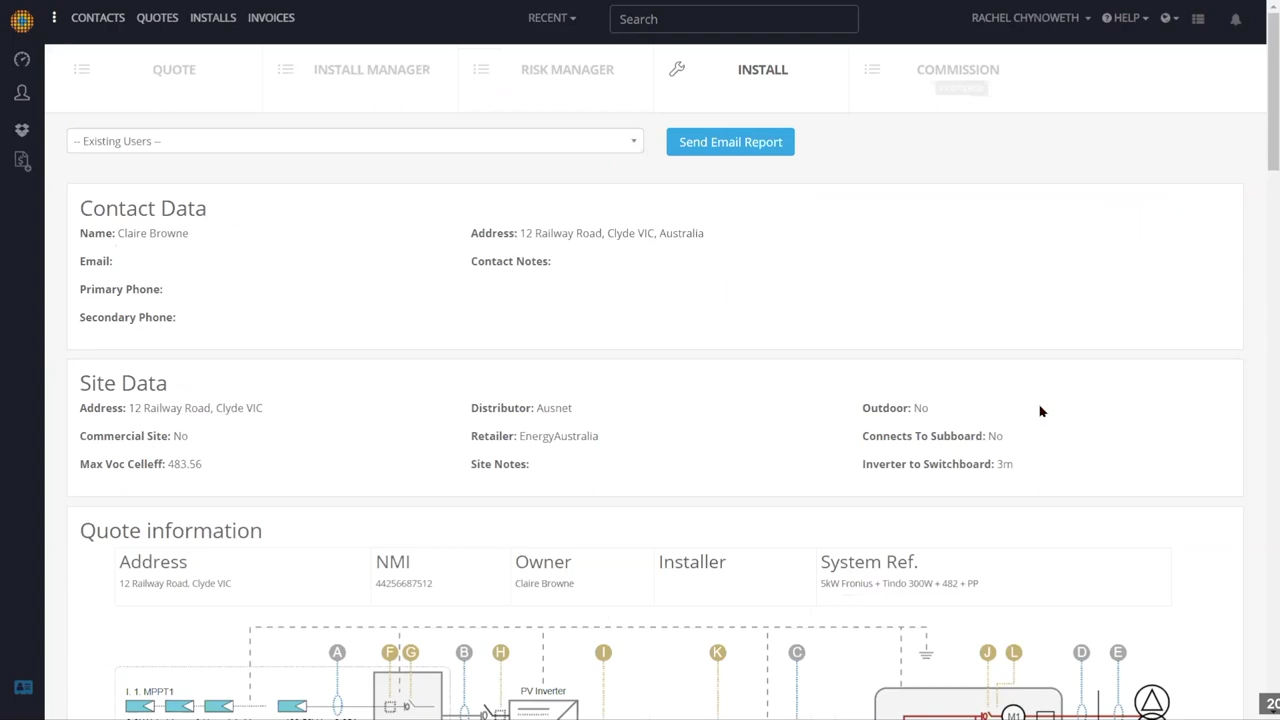 CONTACTS QUOTES INSTALLS INVOICES RECENT Search RACHEL CHYNOWETH HELP
QUOTE INSTALL MANAGER RISK MANAGER INSTALL COMMISSION
-- Existing Users -- Send Email Report
Contact Data
Name: Claire Browne Address: 12 Railway Road, Clyde VIC, Australia
Email: Contact Notes:
Primary Phone:
Secondary Phone:
Site Data
Address: 12 Railway Road, Clyde VIC Distributor: Ausnet Outdoor: No
Commercial Site: No Retailer: EnergyAustralia Connects To Subboard: No
Max Voc Celleff: 483.56 Site Notes: Inverter to Switchboard: 3m
Quote information
Address NMI Owner Installer System Ref.
12 Railway Road, Clyde VIC 44256687512 Claire Browne 5kW Fronius + Tindo 300W + 482 + PP
A F G B H I K C J L D E
I. 1. MPPT1 PV Inverter
M1
20